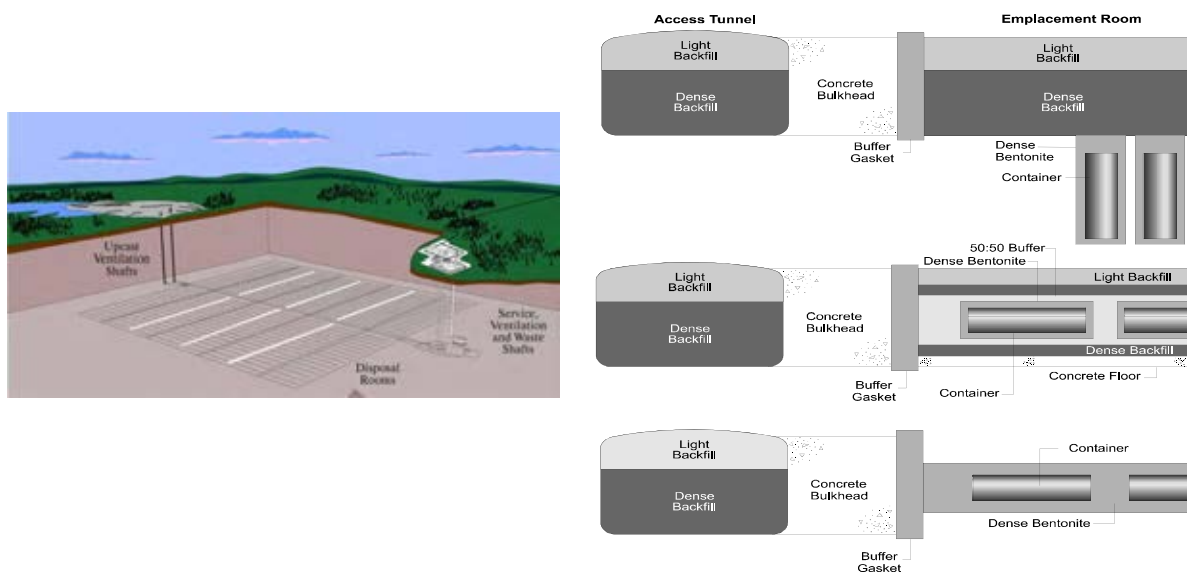 Upcast
Ventilation
Shafts
Service,
Ventilation
and Waste
Shafts
Disposal
Rooms
Access Tunnel
Emplacement Room
Light
Backfill
Dense
Backfill
Concrete
Bulkhead
Light
Backfill
Dense
Backfill
Buffer
Gasket
Dense
Bentonite
Container
50:50 Buffer
Dense Bentonite
Light
Backfill
Dense
Backfill
Concrete
Bulkhead
Light Backfill
Dense Backfill
Concrete Floor
Buffer
Gasket
Container
Light
Backfill
Dense
Backfill
Concrete
Bulkhead
Container
Dense Bentonite
Buffer
Gasket